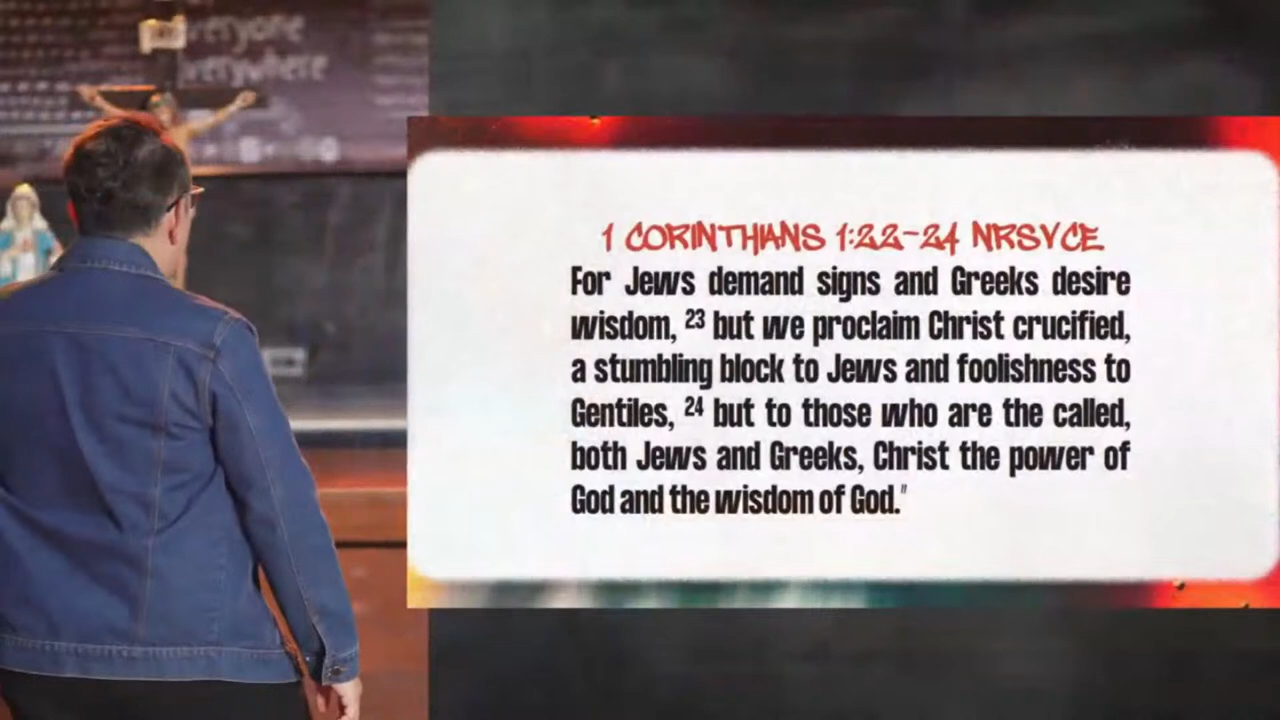 everyone
everywhere
1 CORINTHIANS 1:22-24 NRSVCE
For Jews demand signs and Greeks desire
wisdom, 23 but we proclaim Christ crucified,
a stumbling block to Jews and foolishness to
Gentiles, 24 but to those who are the called,
both Jews and Greeks, Christ the power of
God and the wisdom of God."